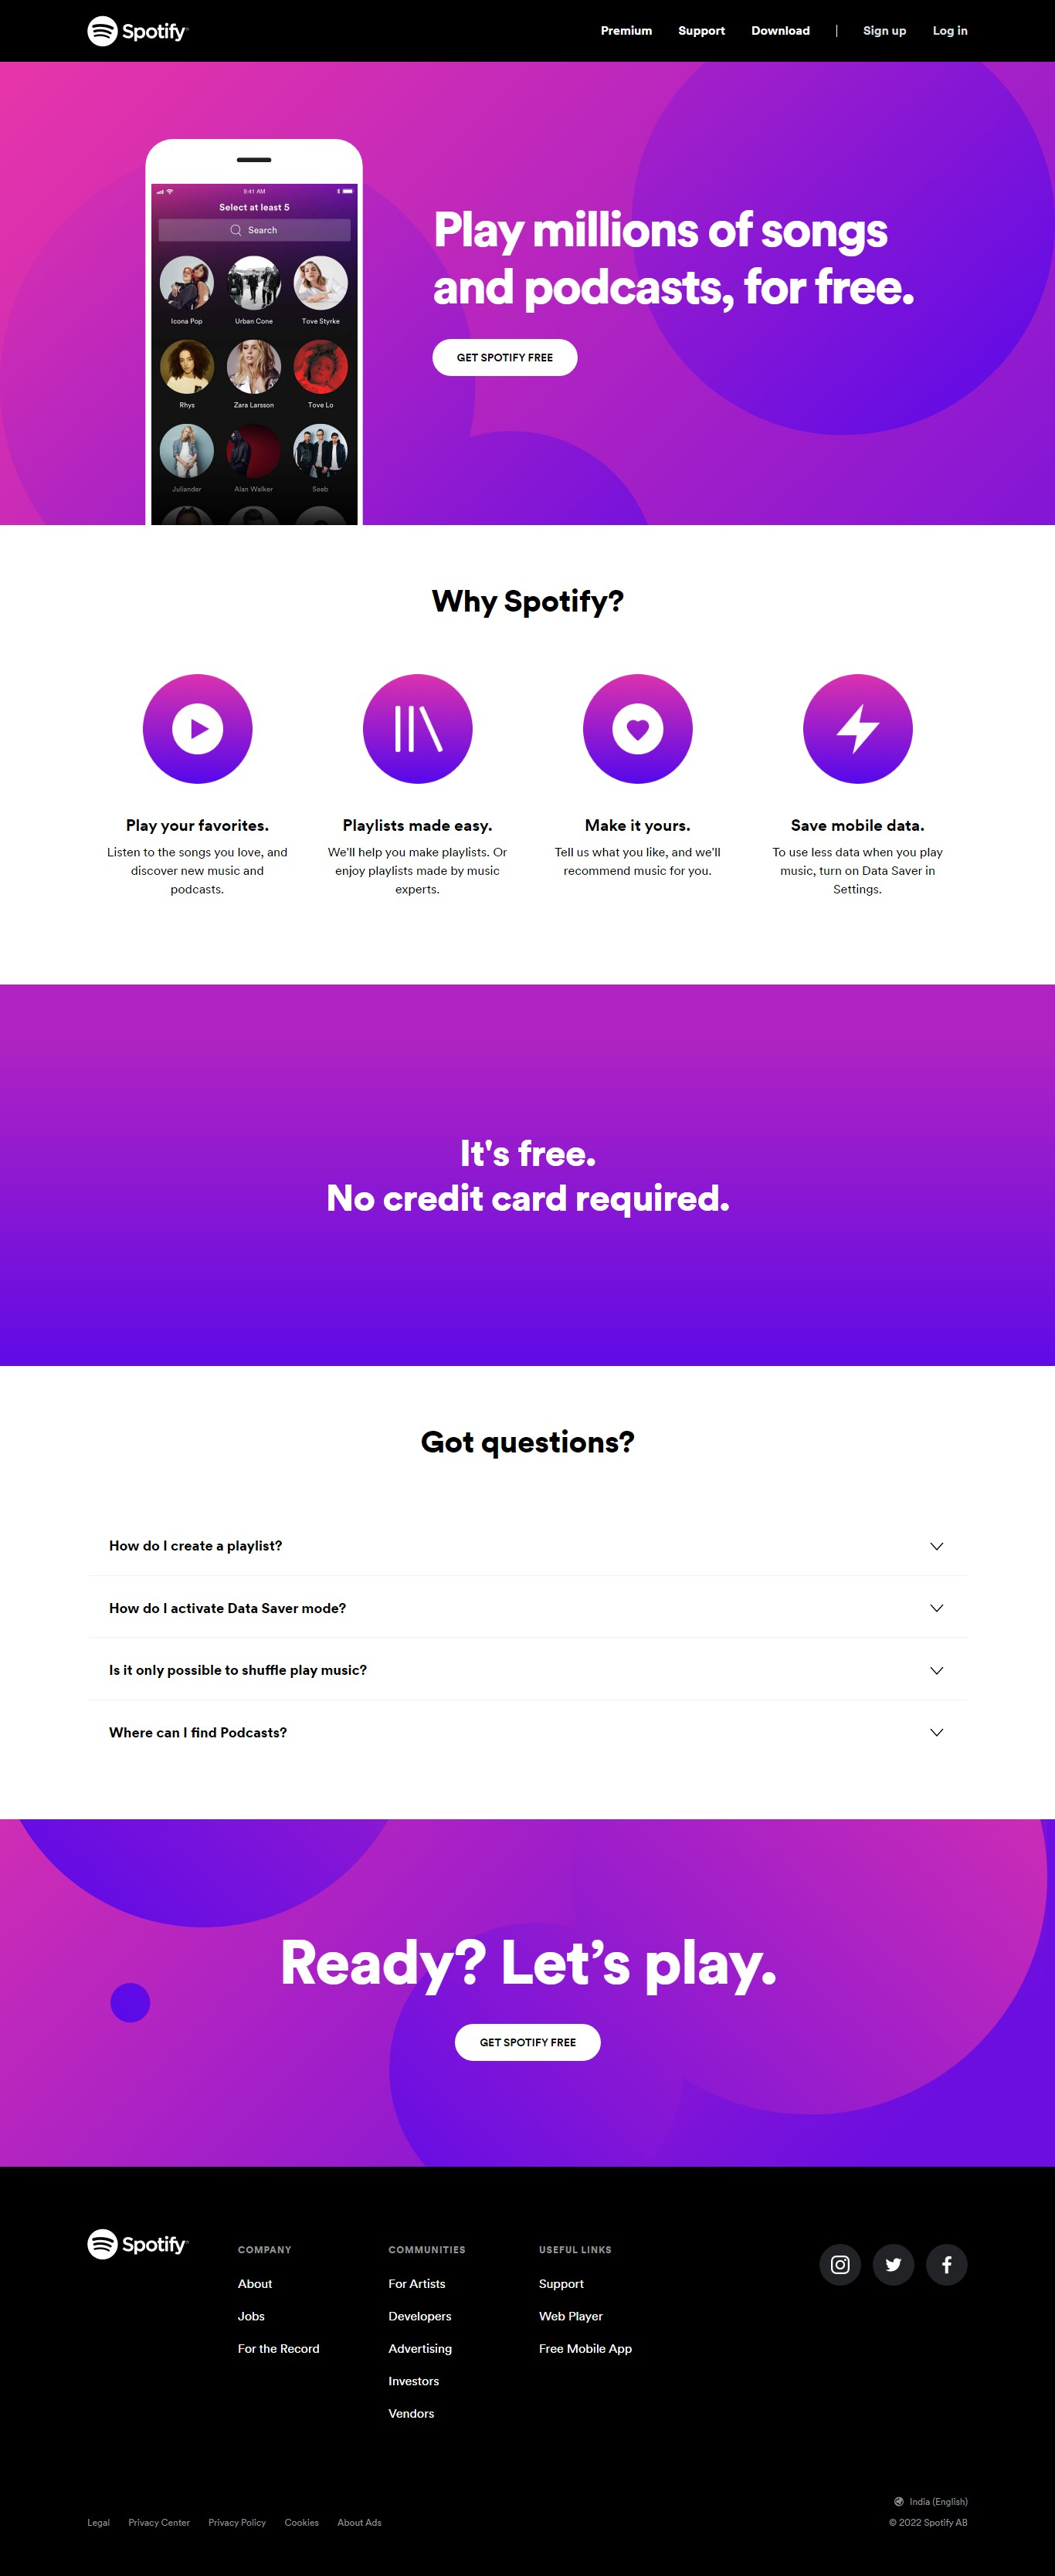 Spotify
Premium Support Download | Sign up Log in
9:41 AM
Select at least 5
Search
Icona Pop Urban Cone Tove Styrke
Rhys Zara Larsson Tove Lo
Juliander Alan Walker Seeb
Play millions of songs
and podcasts, for free.
GET SPOTIFY FREE
Why Spotify?
Play your favorites.
Listen to the songs you love, and
discover new music and
podcasts.
Playlists made easy.
We'll help you make playlists. Or
enjoy playlists made by music
experts.
Make it yours.
Tell us what you like, and we'll
recommend music for you.
Save mobile data.
To use less data when you play
music, turn on Data Saver in
Settings.
It's free.
No credit card required.
Got questions?
How do I create a playlist?
How do I activate Data Saver mode?
Is it only possible to shuffle play music?
Where can I find Podcasts?
Ready? Let’s play.
GET SPOTIFY FREE
Spotify
COMPANY
About
Jobs
For the Record
COMMUNITIES
For Artists
Developers
Advertising
Investors
Vendors
USEFUL LINKS
Support
Web Player
Free Mobile App
India (English)
Legal Privacy Center Privacy Policy Cookies About Ads
© 2022 Spotify AB